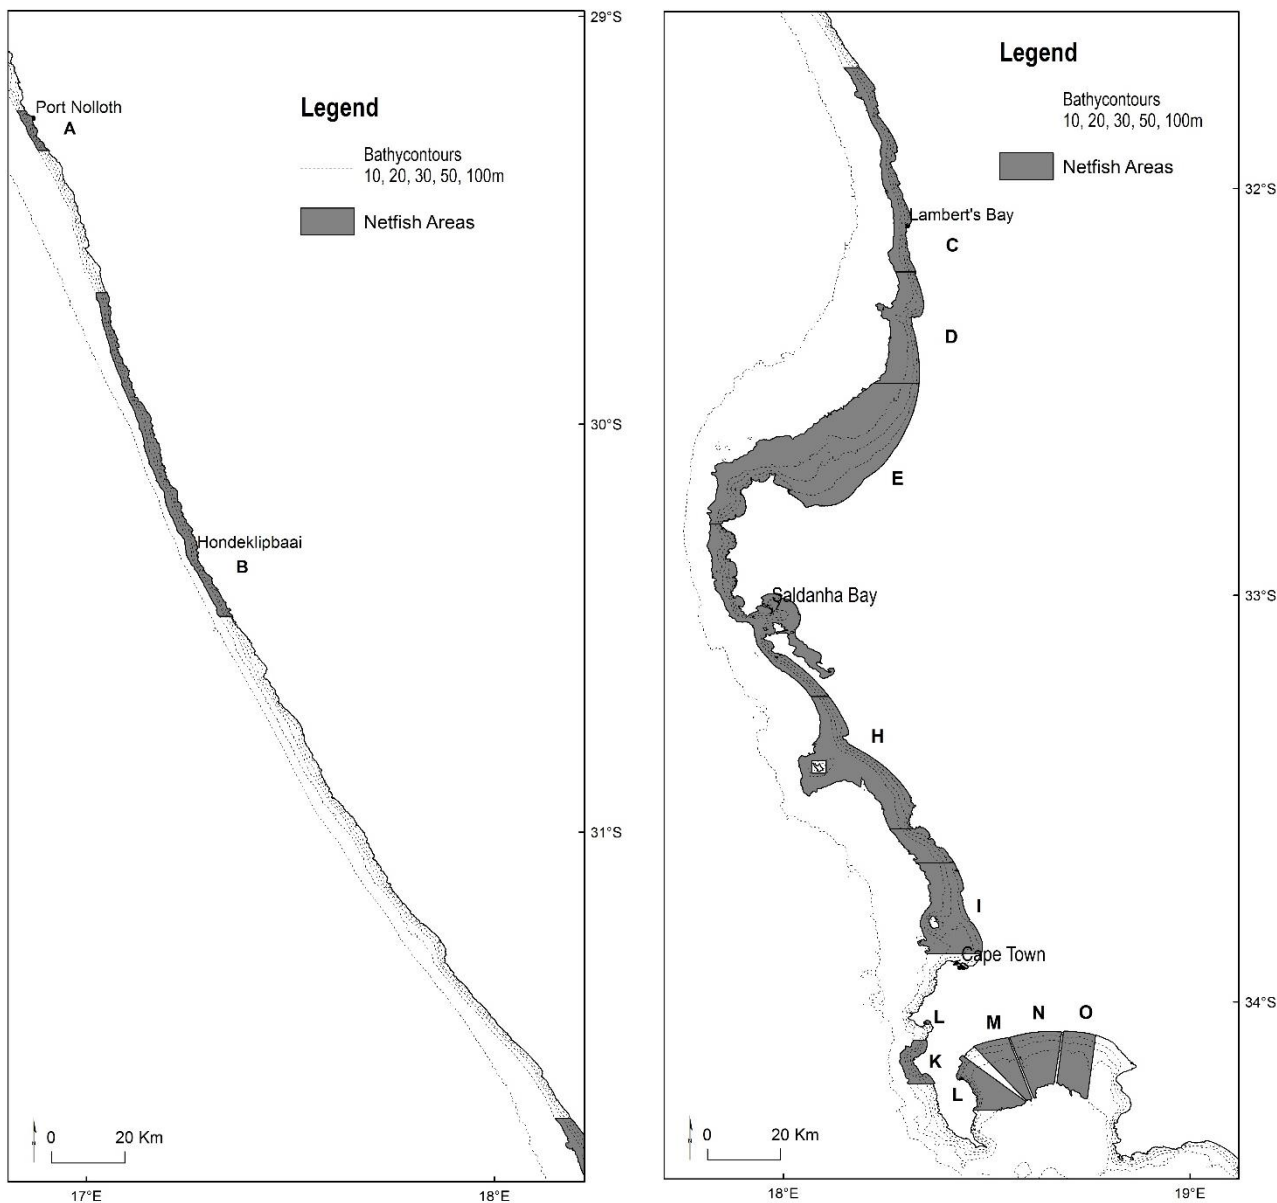 29°S
Port Nolloth
A
Legend
Bathycontours
10, 20, 30, 50, 100m
Netfish Areas
30°S
Hondeklipbaai
B
31°S
0 20 Km
17°E 18°E
Legend
Bathycontours
10, 20, 30, 50, 100m
Netfish Areas
32°S
Lambert's Bay
C
D
E
Saldanha Bay
33°S
H
I
Cape Town
34°S
L
M N O
K
L
0 20 Km
18°E 19°E